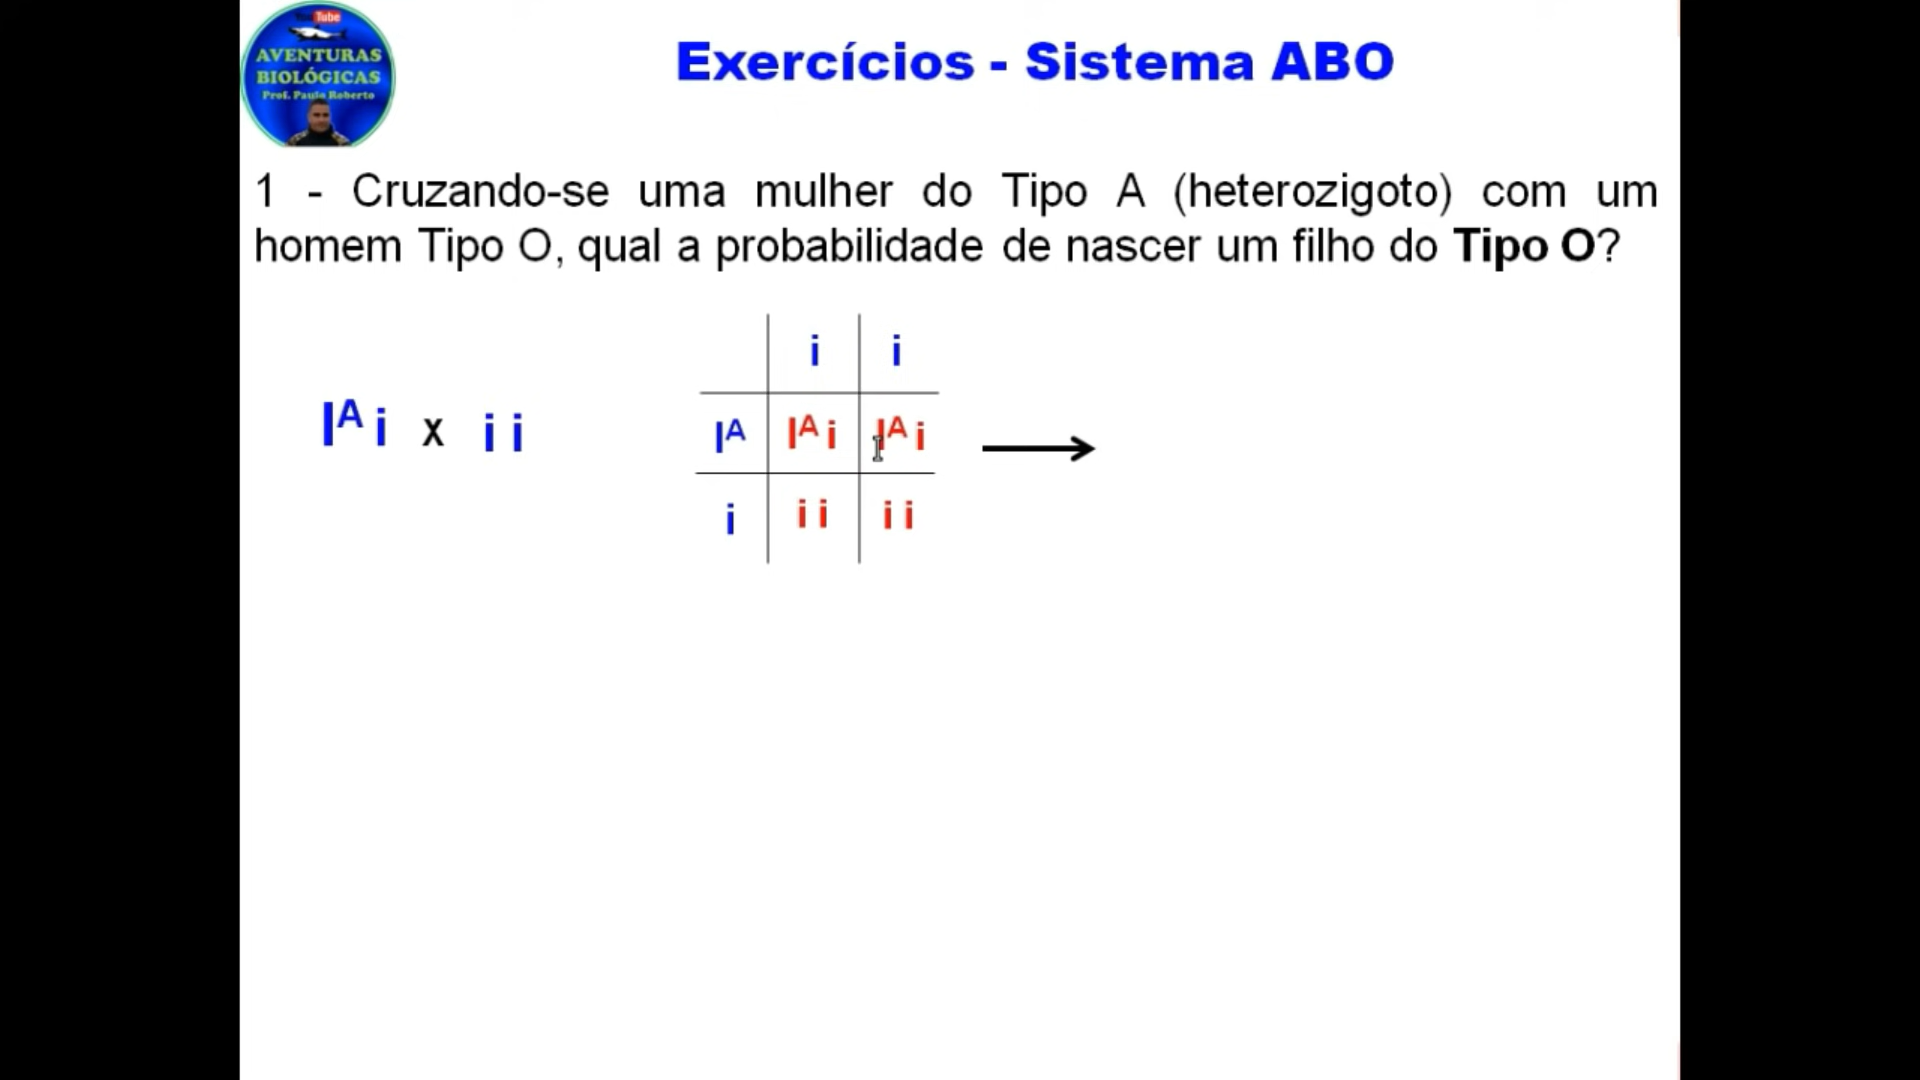 YouTube
AVENTURAS
BIOLÓGICAS
Prof. Paulo Roberto
Exercícios - Sistema ABO
1 - Cruzando-se uma mulher do Tipo A (heterozigoto) com um
homem Tipo O, qual a probabilidade de nascer um filho do Tipo O?
i i
Iᴬ i x i i
Iᴬ Iᴬ i Iᴬ i
i i i i i